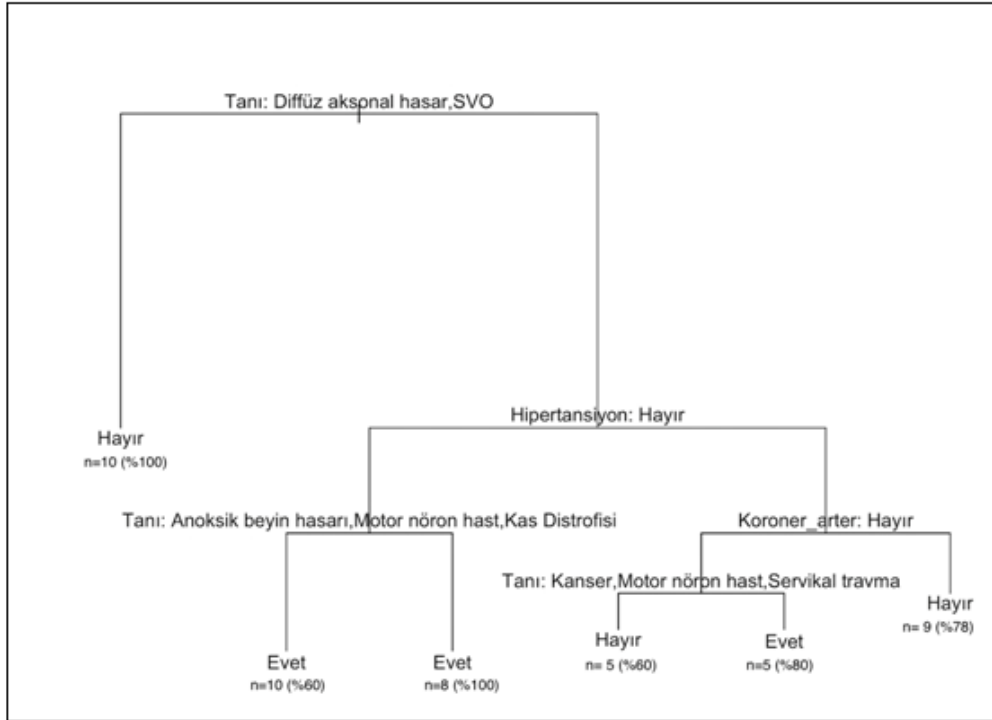 Tanı: Diffüz aksonal hasar,SVO
Hipertansiyon: Hayır
Hayır
n=10 (%100)
Tanı: Anoksik beyin hasarı,Motor nöron hast,Kas Distrofisi
Koroner_arter: Hayır
Tanı: Kanser,Motor nöron hast,Servikal travma
Hayır
n= 9 (%78)
Hayır
n= 5 (%60)
Evet
n=5 (%80)
Evet
n=10 (%60)
Evet
n=8 (%100)